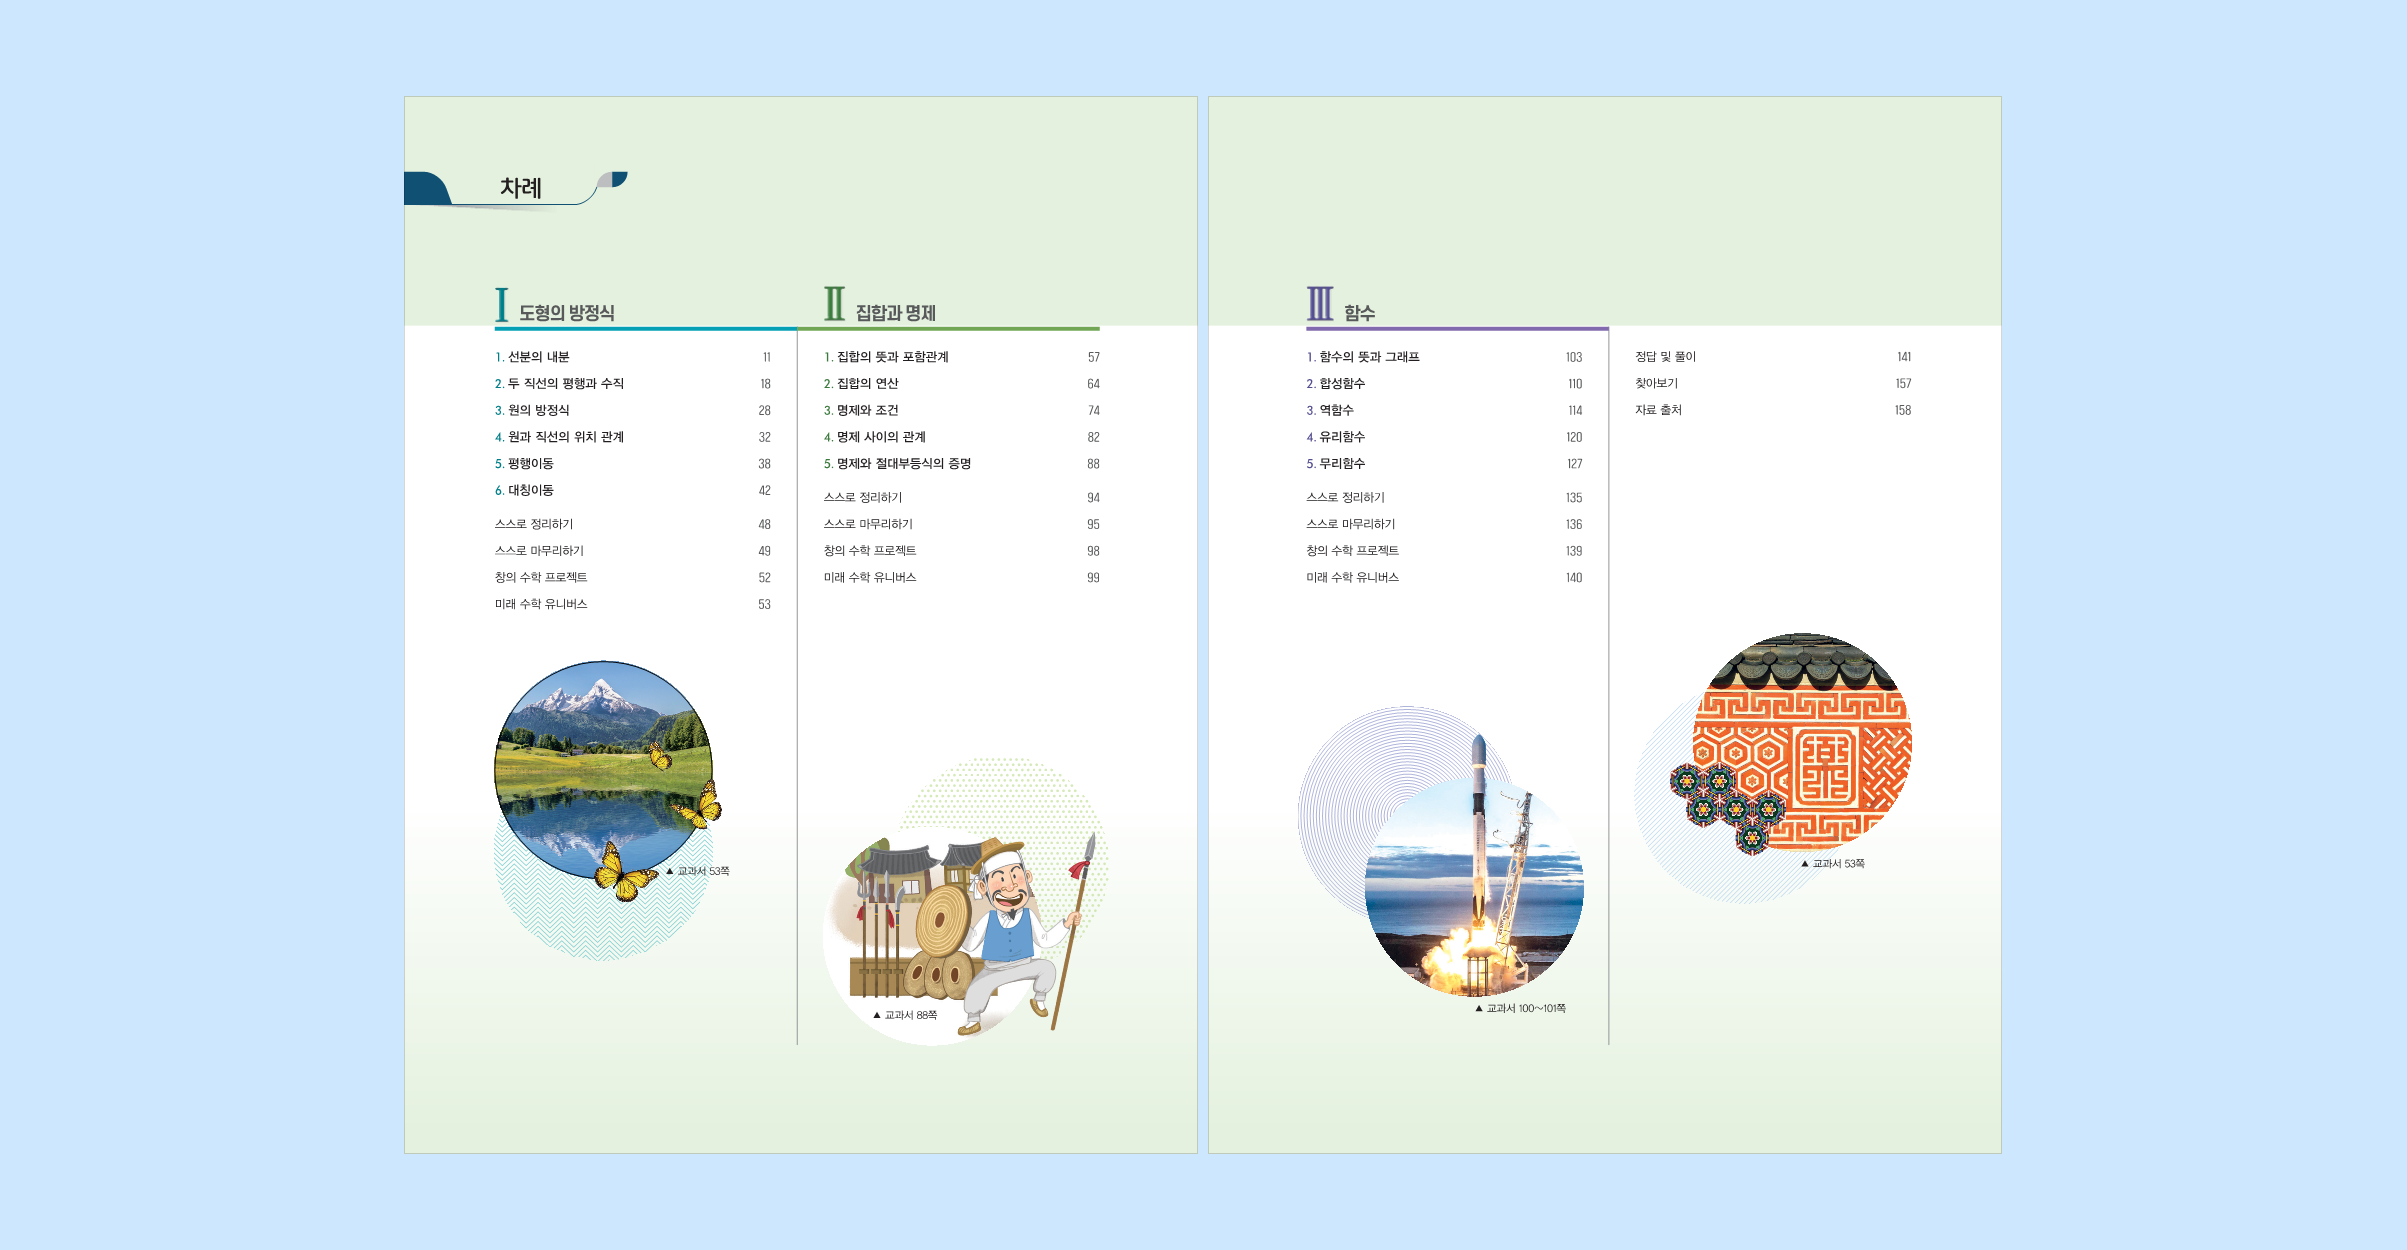 차례
Ⅰ 도형의 방정식
1. 선분의 내분 11
2. 두 직선의 평행과 수직 18
3. 원의 방정식 28
4. 원과 직선의 위치 관계 32
5. 평행이동 38
6. 대칭이동 42
스스로 정리하기 48
스스로 마무리하기 49
창의 수학 프로젝트 52
미래 수학 유니버스 53
▲ 교과서 53쪽
Ⅱ 집합과 명제
1. 집합의 뜻과 포함관계 57
2. 집합의 연산 64
3. 명제와 조건 74
4. 명제 사이의 관계 82
5. 명제와 절대부등식의 증명 88
스스로 정리하기 94
스스로 마무리하기 95
창의 수학 프로젝트 98
미래 수학 유니버스 99
▲ 교과서 88쪽
Ⅲ 함수
1. 함수의 뜻과 그래프 103
2. 합성함수 110
3. 역함수 114
4. 유리함수 120
5. 무리함수 127
스스로 정리하기 135
스스로 마무리하기 136
창의 수학 프로젝트 139
미래 수학 유니버스 140
▲ 교과서 100~101쪽
정답 및 풀이 141
찾아보기 157
자료 출처 158
▲ 교과서 53쪽